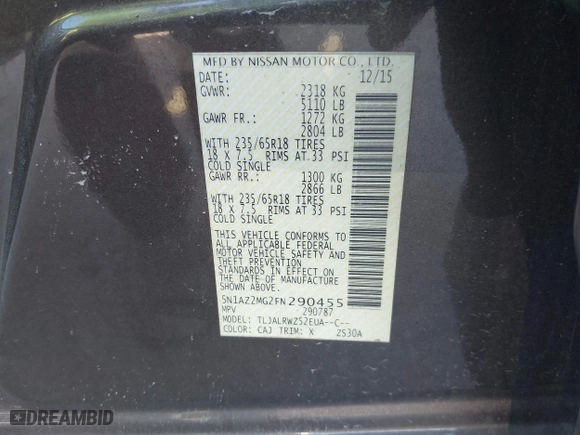 MFD BY NISSAN MOTOR CO., LTD.
DATE: 12/15
GVWR: 2318 KG
5110 LB
GAWR FR.: 1272 KG
2804 LB
WITH 235/65R18 TIRES
18 X 7.5 RIMS AT 33 PSI
COLD SINGLE
GAWR RR.: 1300 KG
2866 LB
WITH 235/65R18 TIRES
18 X 7.5 RIMS AT 33 PSI
COLD SINGLE
THIS VEHICLE CONFORMS TO
ALL APPLICABLE FEDERAL
MOTOR VEHICLE SAFETY AND
THEFT PREVENTION
STANDARDS IN EFFECT ON
THE DATE OF MANUFACTURE
5N1AZ2MG2FN290455
MPV 290787
MODEL: TLJALRWZ52EUA--C--
COLOR: CAJ TRIM: X ZS30A
DREAMBID